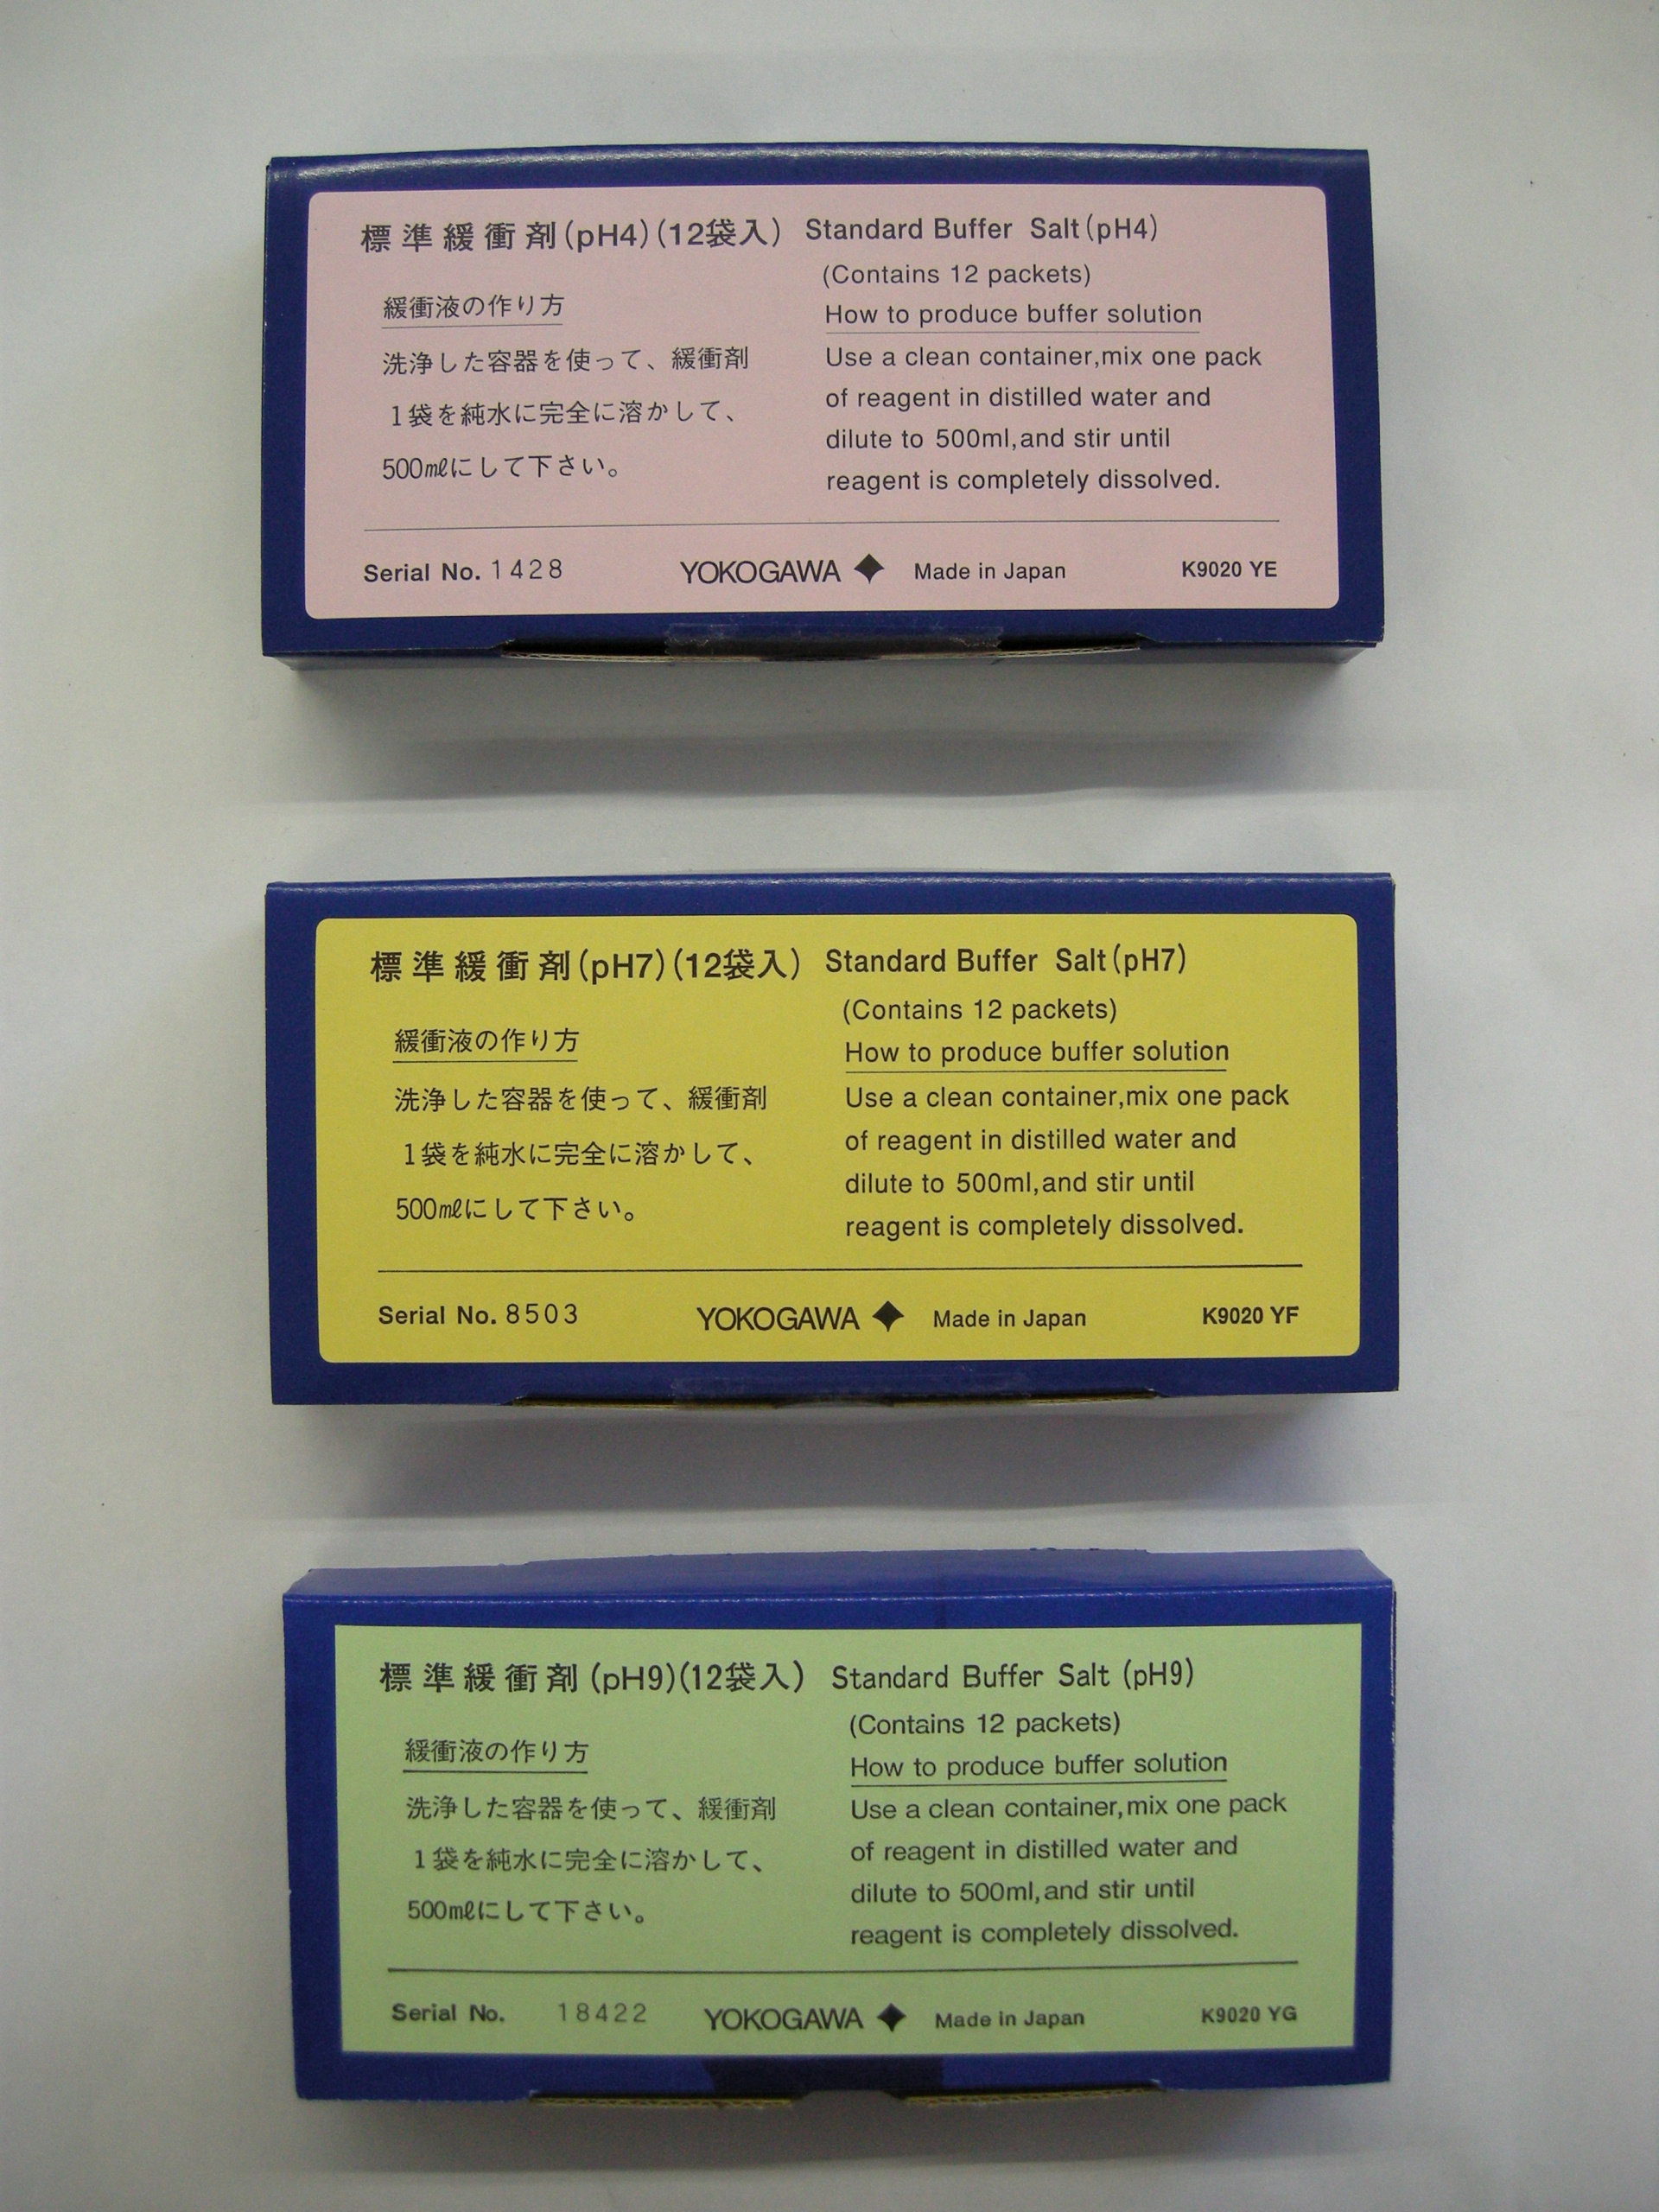 標準緩衝剤(pH4)(12袋入) Standard Buffer Salt(pH4)
(Contains 12 packets)
緩衝液の作り方
洗浄した容器を使って、緩衝剤
1袋を純水に完全に溶かして、
500㎖にして下さい。
How to produce buffer solution
Use a clean container,mix one pack
of reagent in distilled water and
dilute to 500ml,and stir until
reagent is completely dissolved.
Serial No. 1428 YOKOGAWA Made in Japan K9020 YE
標準緩衝剤(pH7)(12袋入) Standard Buffer Salt(pH7)
(Contains 12 packets)
緩衝液の作り方
洗浄した容器を使って、緩衝剤
1袋を純水に完全に溶かして、
500㎖にして下さい。
How to produce buffer solution
Use a clean container,mix one pack
of reagent in distilled water and
dilute to 500ml,and stir until
reagent is completely dissolved.
Serial No. 8503 YOKOGAWA Made in Japan K9020 YF
標準緩衝剤(pH9)(12袋入) Standard Buffer Salt (pH9)
(Contains 12 packets)
緩衝液の作り方
洗浄した容器を使って、緩衝剤
1袋を純水に完全に溶かして、
500㎖にして下さい。
How to produce buffer solution
Use a clean container,mix one pack
of reagent in distilled water and
dilute to 500ml,and stir until
reagent is completely dissolved.
Serial No. 18422 YOKOGAWA Made in Japan K9020 YG